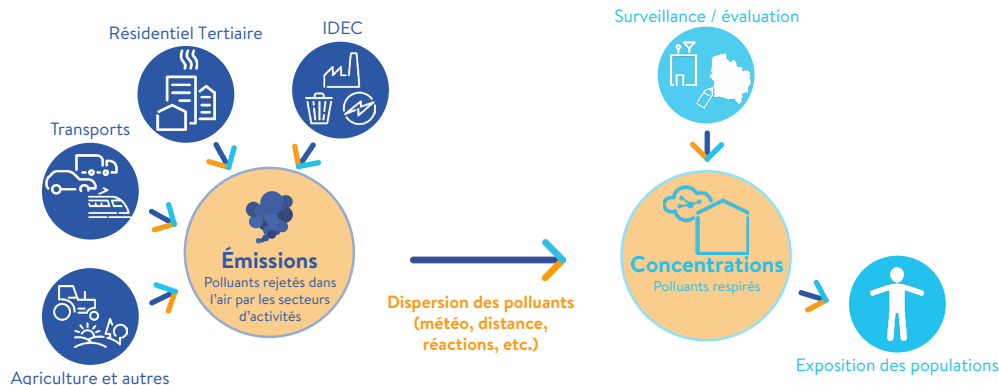 Résidentiel Tertiaire
IDEC
Transports
Agriculture et autres
Émissions
Polluants rejetés dans
l'air par les secteurs
d'activités
Dispersion des polluants
(météo, distance,
réactions, etc.)
Surveillance / évaluation
Concentrations
Polluants respirés
Exposition des populations